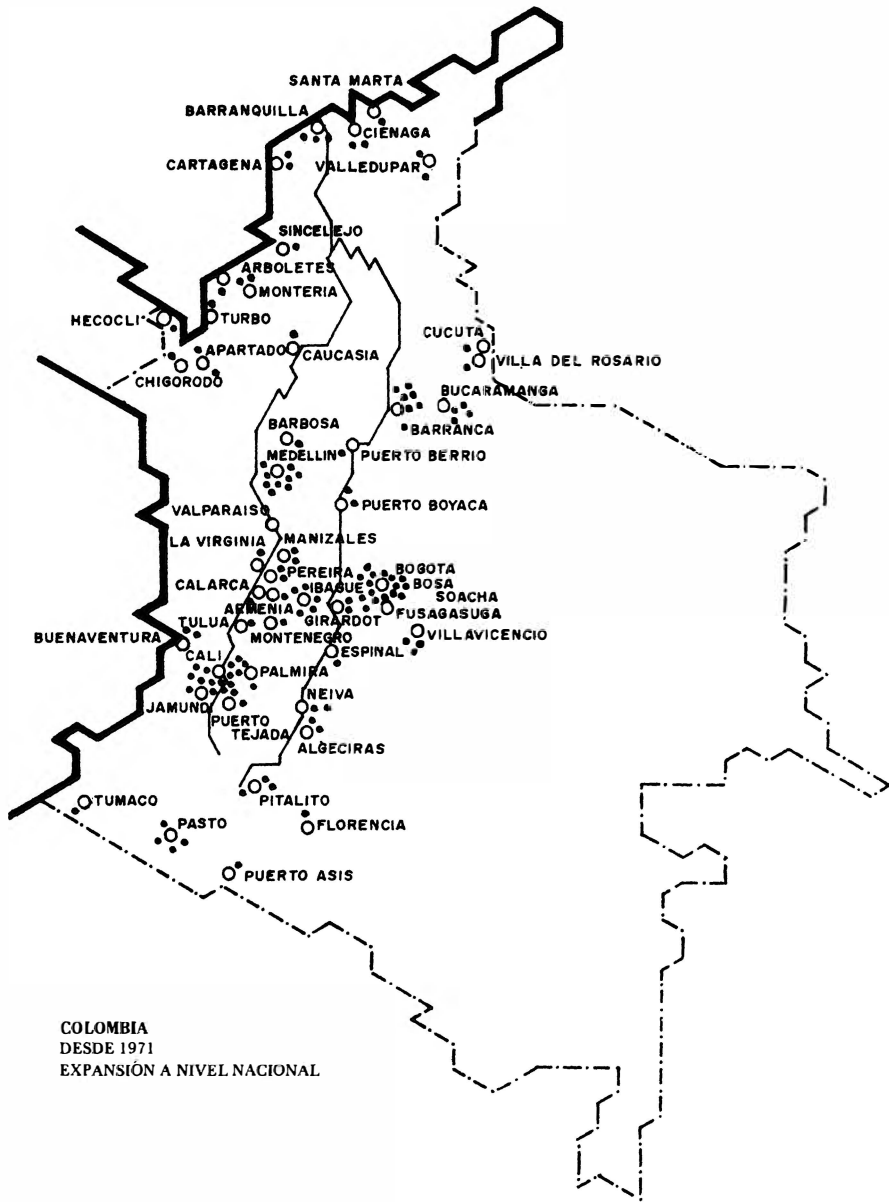 SANTA MARTA
BARRANQUILLA
CIENAGA
CARTAGENA
VALLEDUPAR
SINCELEJO
ARBOLETES
MONTERIA
HECOCLI
TURBO
CUCUTA
APARTADO
CAUCASIA
VILLA DEL ROSARIO
CHIGORODO
BUCARAMANGA
BARBOSA
BARRANCA
MEDELLIN
PUERTO BERRIO
VALPARAISO
PUERTO BOYACA
LA VIRGINIA
MANIZALES
PEREIRA
BOGOTA
CALARCA
IBAGUE
BOSA
SOACHA
ARMENIA
GIRARDOT
FUSAGASUGA
TULUA
BUENAVENTURA
MONTENEGRO
VILLAVICENCIO
CALI
ESPINAL
PALMIRA
JAMUNDI
NEIVA
PUERTO
TEJADA
ALGECIRAS
PITALITO
TUMACO
PASTO
FLORENCIA
PUERTO ASIS
COLOMBIA
DESDE 1971
EXPANSIÓN A NIVEL NACIONAL